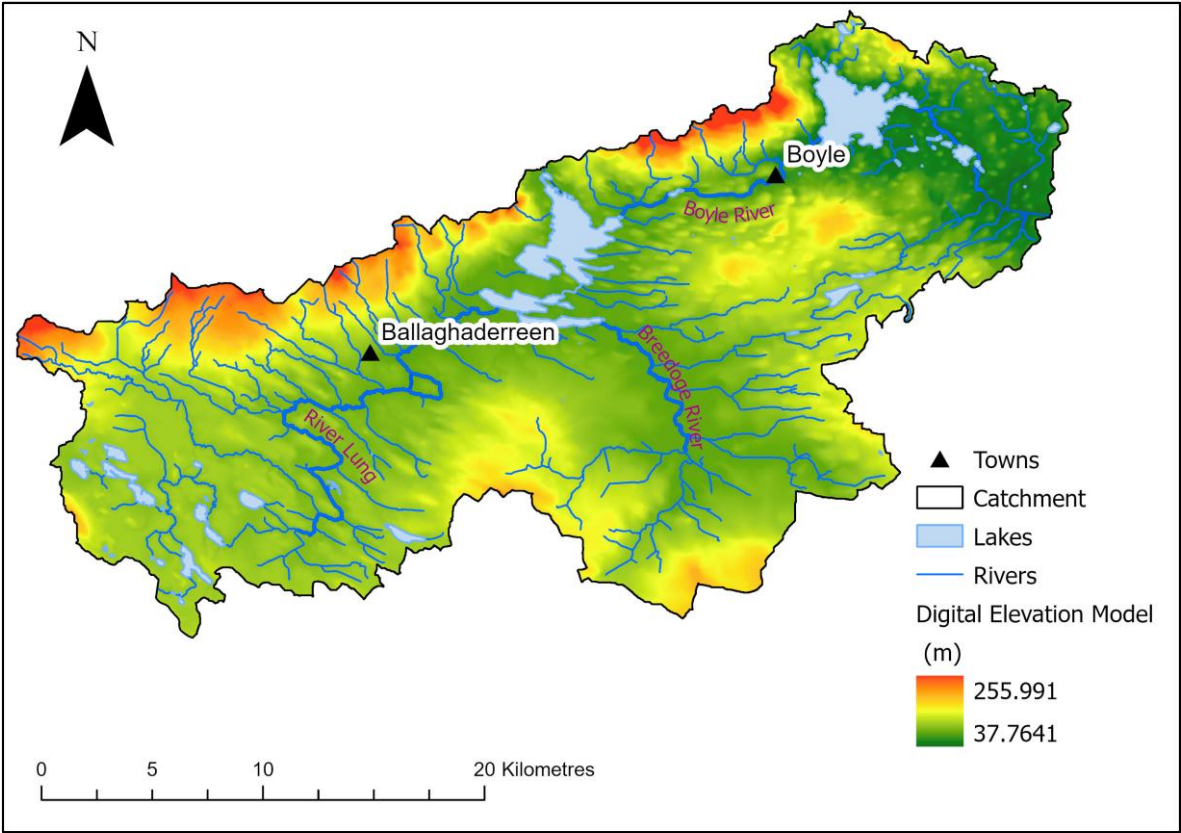 N
Boyle
Boyle River
Ballaghaderreen
Breedoge River
River Lung
Towns
Catchment
Lakes
Rivers
Digital Elevation Model
(m)
255.991
37.7641
0 5 10 20 Kilometres